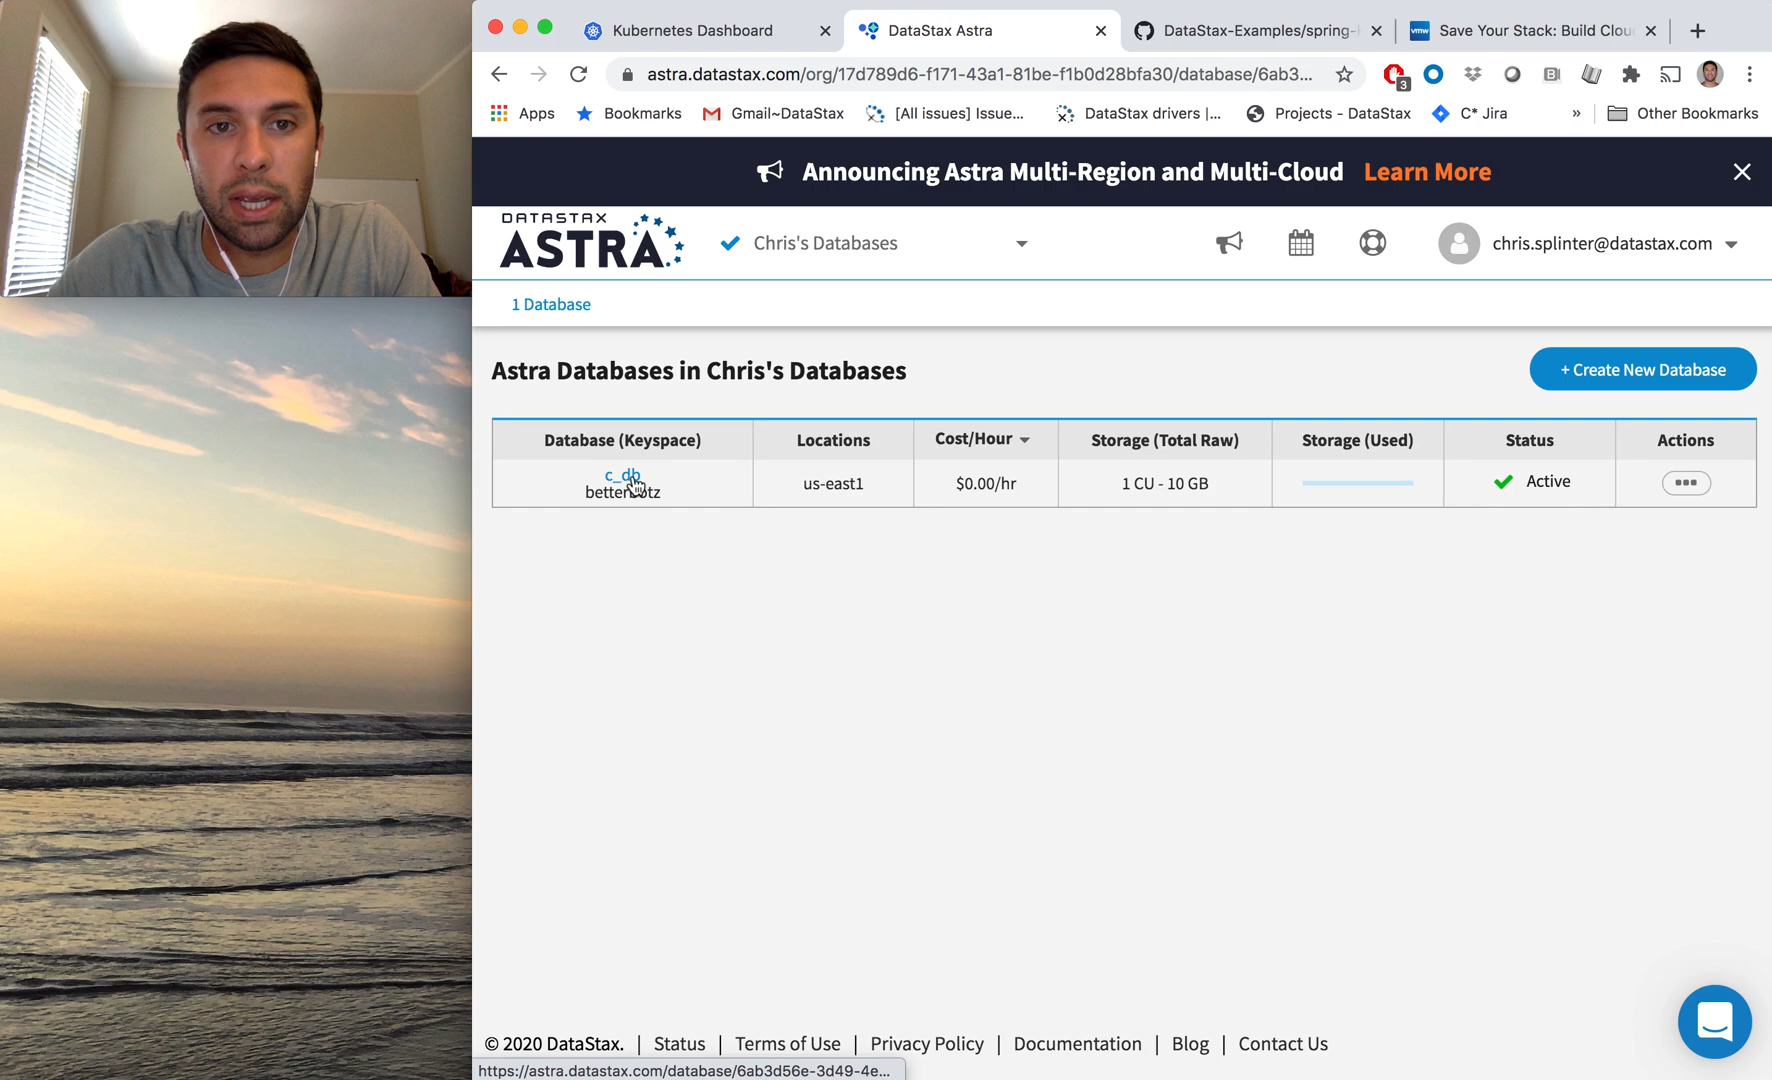 Kubernetes Dashboard
DataStax Astra
DataStax-Examples/spring-
vmw
Save Your Stack: Build Clou
astra.datastax.com/org/17d789d6-f171-43a1-81be-f1b0d28bfa30/database/6ab3...
3
Apps
Bookmarks
Gmail~DataStax
[All issues] Issue...
DataStax drivers |...
Projects - DataStax
C* Jira
»
Other Bookmarks
Announcing Astra Multi-Region and Multi-Cloud Learn More
DATASTAX
ASTRA
Chris's Databases
chris.splinter@datastax.com
1 Database
Astra Databases in Chris's Databases
+ Create New Database
Database (Keyspace) Locations Cost/Hour Storage (Total Raw) Storage (Used) Status Actions
c_db
us-east1 $0.00/hr 1 CU - 10 GB Active
© 2020 DataStax. | Status | Terms of Use | Privacy Policy | Documentation | Blog | Contact Us
https://astra.datastax.com/database/6ab3d56e-3d49-4e...